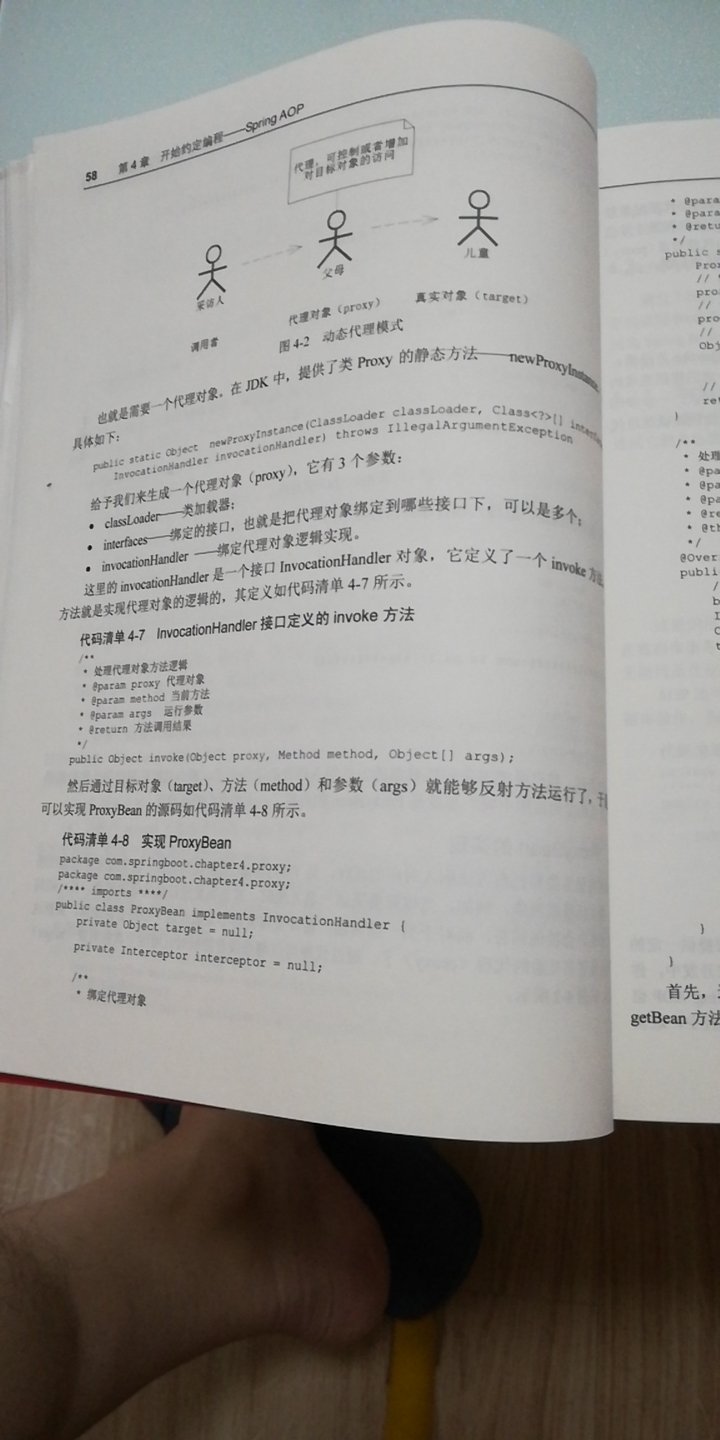 58 第 4 章 开始约定编程——Spring AOP
代理，可控制或者增加
对目标对象的访问
采访人
父母
儿童
调用者
代理对象（proxy）
真实对象（target）
图 4-2 动态代理模式
也就是需要一个代理对象。在 JDK 中，提供了类 Proxy 的静态方法——newProxyInstance，
具体如下：
public static Object newProxyInstance(ClassLoader classLoader, Class<?>[]
InvocationHandler invocationHandler) throws IllegalArgumentException
给予我们来生成一个代理对象（proxy），它有 3 个参数：
• classLoader——类加载器；
• interfaces——绑定的接口，也就是把代理对象绑定到哪些接口下，可以是多个；
• invocationHandler ——绑定代理对象逻辑实现。
这里的 invocationHandler 是一个接口 InvocationHandler 对象，它定义了一个 invoke 方
方法就是实现代理对象的逻辑的，其定义如代码清单 4-7 所示。
代码清单 4-7 InvocationHandler 接口定义的 invoke 方法
/**
* 处理代理对象方法逻辑
* @param proxy 代理对象
* @param method 当前方法
* @param args 运行参数
* @return 方法调用结果
*/
public Object invoke(Object proxy, Method method, Object[] args);
然后通过目标对象（target）、方法（method）和参数（args）就能够反射方法运行了，于
可以实现 ProxyBean 的源码如代码清单 4-8 所示。
代码清单 4-8 实现 ProxyBean
package com.springboot.chapter4.proxy;
package com.springboot.chapter4.proxy;
/**** imports ****/
public class ProxyBean implements InvocationHandler {
private Object target = null;
private Interceptor interceptor = null;
/**
* 绑定代理对象
* @para
* @para
* @retu
*/
public s
Prox
//
pro
//
pro
//
Obj
//
ret
}
/**
* 处理
* @pa
* @pa
* @pa
* @re
* @th
*/
@Over
public
/
b
I
C
t
}
}
首先，
getBean 方法